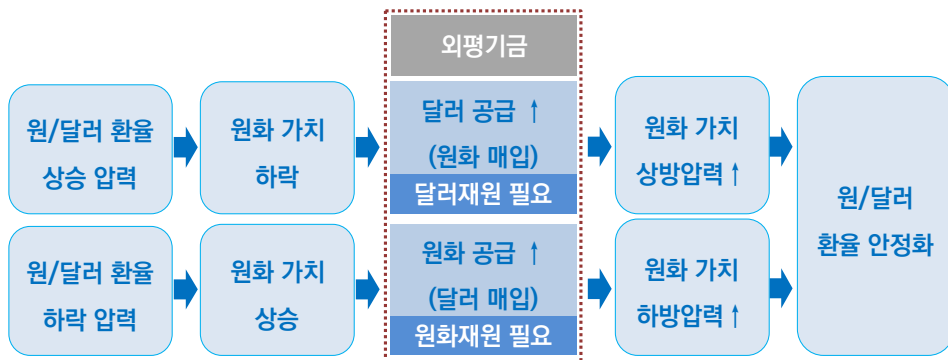 외평기금
원/달러 환율
상승 압력
원화 가치
하락
달러 공급 ↑
(원화 매입)
달러재원 필요
원화 가치
상방압력 ↑
원/달러 환율
하락 압력
원화 가치
상승
원화 공급 ↑
(달러 매입)
원화재원 필요
원화 가치
하방압력 ↑
원/달러
환율 안정화